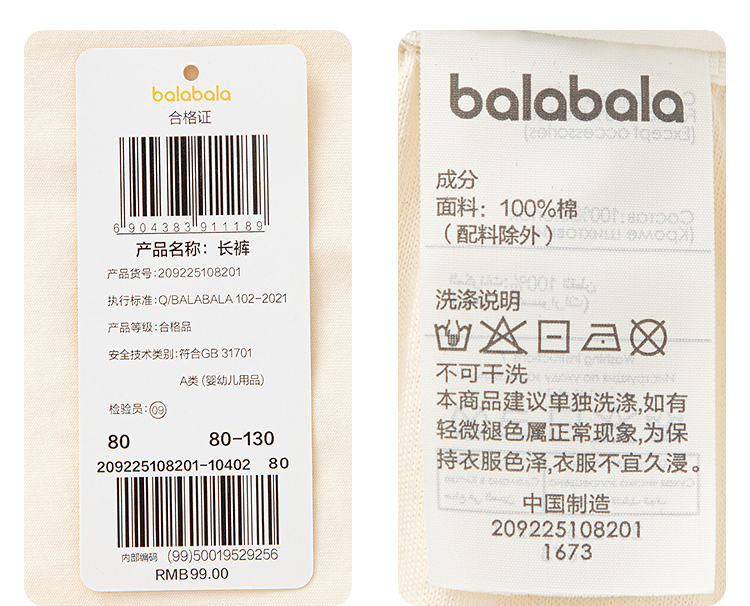 balabala
合格证
6904383911189
产品名称：长裤
产品货号：209225108201
执行标准：Q/BALABALA 102-2021
产品等级：合格品
安全技术类别：符合GB 31701
A类 (婴幼儿用品)
检验员：09
80 80-130
209225108201-10402 80
内部编码 (99)50019529256
RMB99.00
balabala
成分
面料：100%棉
（配料除外）
洗涤说明
不可干洗
本商品建议单独洗涤,如有
轻微褪色属正常现象,为保
持衣服色泽,衣服不宜久浸。
中国制造
209225108201
1673